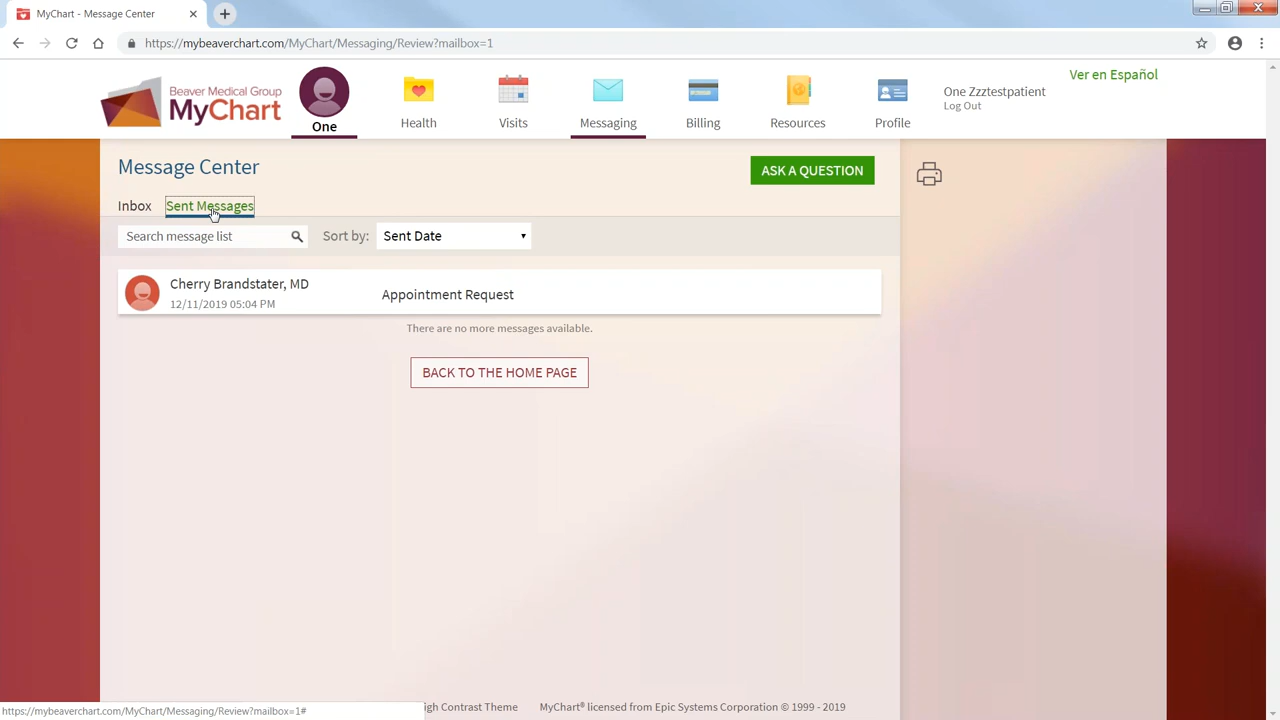 MyChart - Message Center
https://mybeaverchart.com/MyChart/Messaging/Review?mailbox=1
Beaver Medical Group
MyChart
One
Health
Visits
Messaging
Billing
Resources
Profile
One Zzztestpatient
Log Out
Ver en Español
Message Center
ASK A QUESTION
Inbox
Sent Messages
Search message list
Sort by:
Sent Date
Cherry Brandstater, MD
12/11/2019 05:04 PM
Appointment Request
There are no more messages available.
BACK TO THE HOME PAGE
https://mybeaverchart.com/MyChart/Messaging/Review?mailbox=1#
Contrast Theme
MyChart® licensed from Epic Systems Corporation © 1999 - 2019